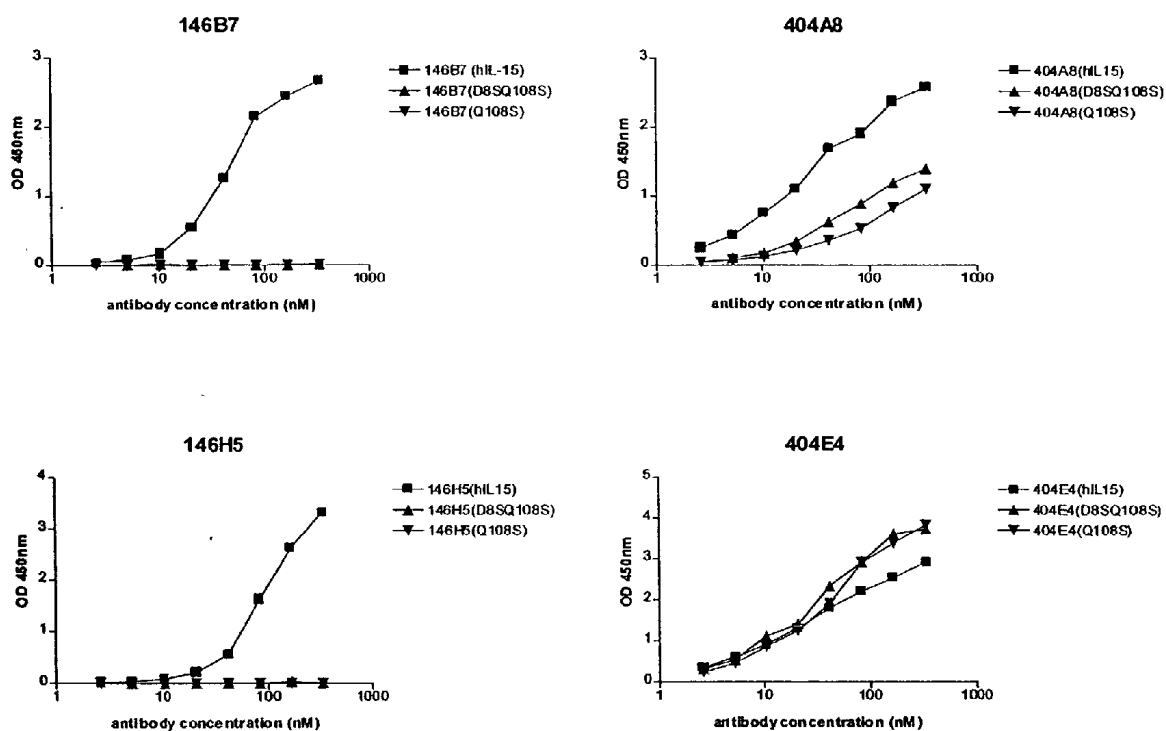 146B7
3
2
1
0
OD 450nm
1
10
100
1000
antibody concentration (nM)
146B7 (hIL-15)
146B7(D8SQ108S)
146B7(Q108S)
404A8
3
2
1
0
OD 450nm
1
10
100
1000
antibody concentration (nM)
404A8(hIL15)
404A8(D8SQ108S)
404A8(Q108S)
146H5
4
3
2
1
0
OD 450nm
1
10
100
1000
antibody concentration (nM)
146H5(hIL15)
146H5(D8SQ108S)
146H5(Q108S)
404E4
5
4
3
2
1
0
OD 450nm
1
10
100
1000
antibody concentration (nM)
404E4(hIL15)
404E4(D8SQ108S)
404E4(Q108S)